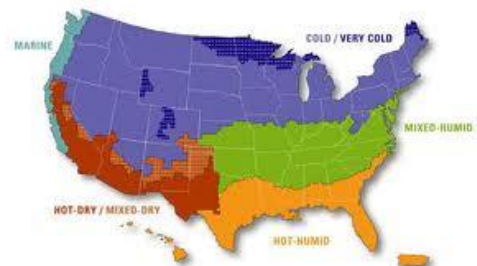 COLD / VERY COLD
MARINE
MIXED-HUMID
HOT-DRY / MIXED-DRY
HOT-HUMID